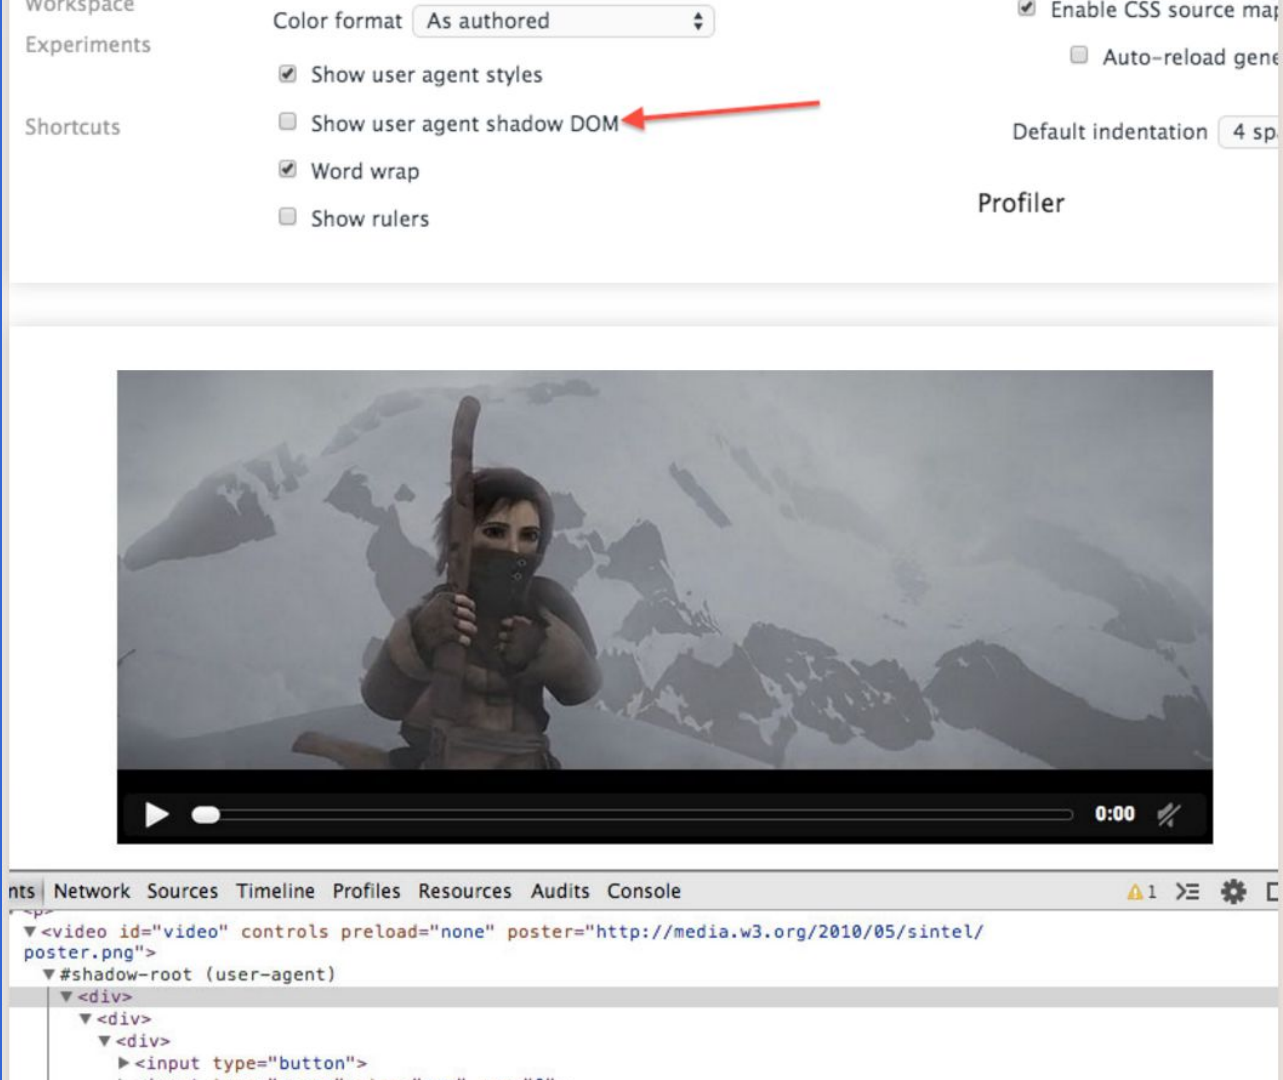 Workspace
Color format As authored
Enable CSS source map
Experiments
Auto-reload gene
Show user agent styles
Show user agent shadow DOM
Shortcuts
Default indentation 4 sp
Word wrap
Profiler
Show rulers
0:00
nts Network Sources Timeline Profiles Resources Audits Console 1
<p>
▼<video id="video" controls preload="none" poster="http://media.w3.org/2010/05/sintel/
poster.png">
▼#shadow-root (user-agent)
▼<div>
▼<div>
▼<div>
▶<input type="button">